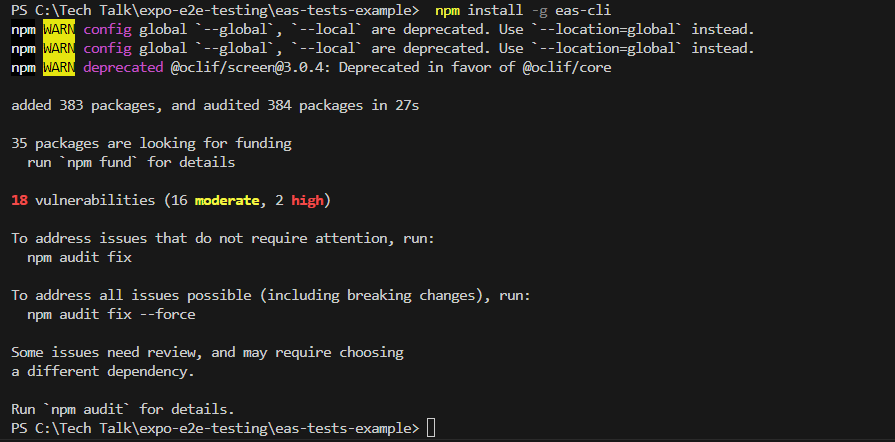 PS C:\Tech Talk\expo-e2e-testing\eas-tests-example> npm install -g eas-cli
npm WARN config global `--global`, `--local` are deprecated. Use `--location=global` instead.
npm WARN config global `--global`, `--local` are deprecated. Use `--location=global` instead.
npm WARN deprecated @oclif/screen@3.0.4: Deprecated in favor of @oclif/core
added 383 packages, and audited 384 packages in 27s
35 packages are looking for funding
run `npm fund` for details
18 vulnerabilities (16 moderate, 2 high)
To address issues that do not require attention, run:
npm audit fix
To address all issues possible (including breaking changes), run:
npm audit fix --force
Some issues need review, and may require choosing
a different dependency.
Run `npm audit` for details.
PS C:\Tech Talk\expo-e2e-testing\eas-tests-example>